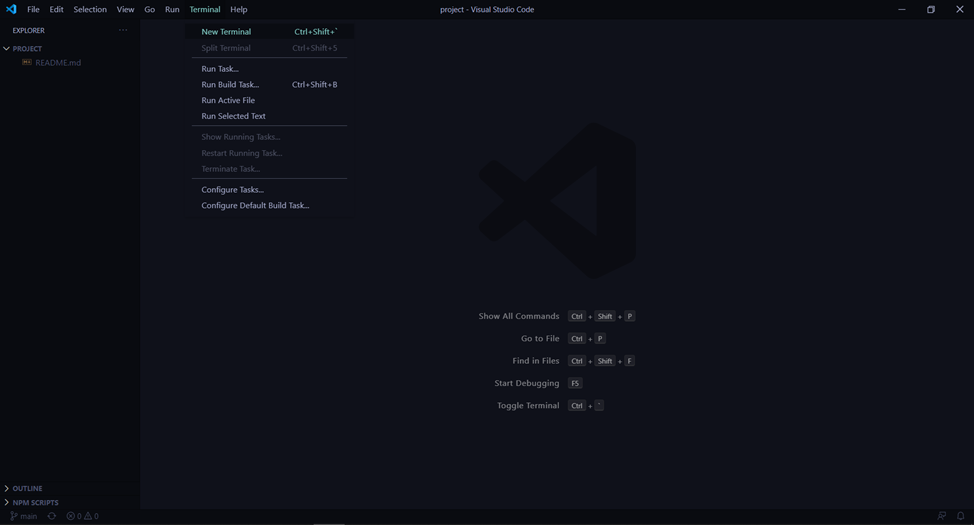 File Edit Selection View Go Run Terminal Help
project - Visual Studio Code
EXPLORER
PROJECT
README.md
New Terminal Ctrl+Shift+`
Split Terminal Ctrl+Shift+5
Run Task...
Run Build Task... Ctrl+Shift+B
Run Active File
Run Selected Text
Show Running Tasks...
Restart Running Task...
Terminate Task...
Configure Tasks...
Configure Default Build Task...
Show All Commands Ctrl + Shift + P
Go to File Ctrl + P
Find in Files Ctrl + Shift + F
Start Debugging F5
Toggle Terminal Ctrl + `
OUTLINE
NPM SCRIPTS
main 0 0